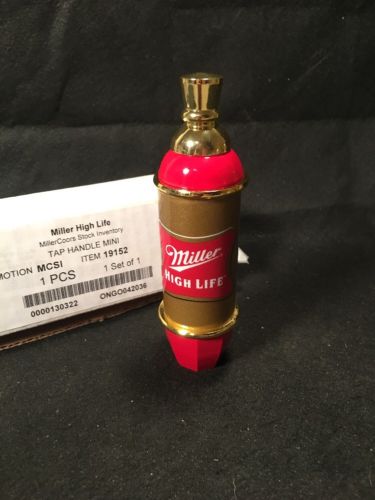 Miller High Life
MillerCoors Stock Inventory
TAP HANDLE MINI
MOTION MCSI ITEM 19152
1 PCS 1 Set of 1
0000130322 ONGO042036
Miller
HIGH LIFE